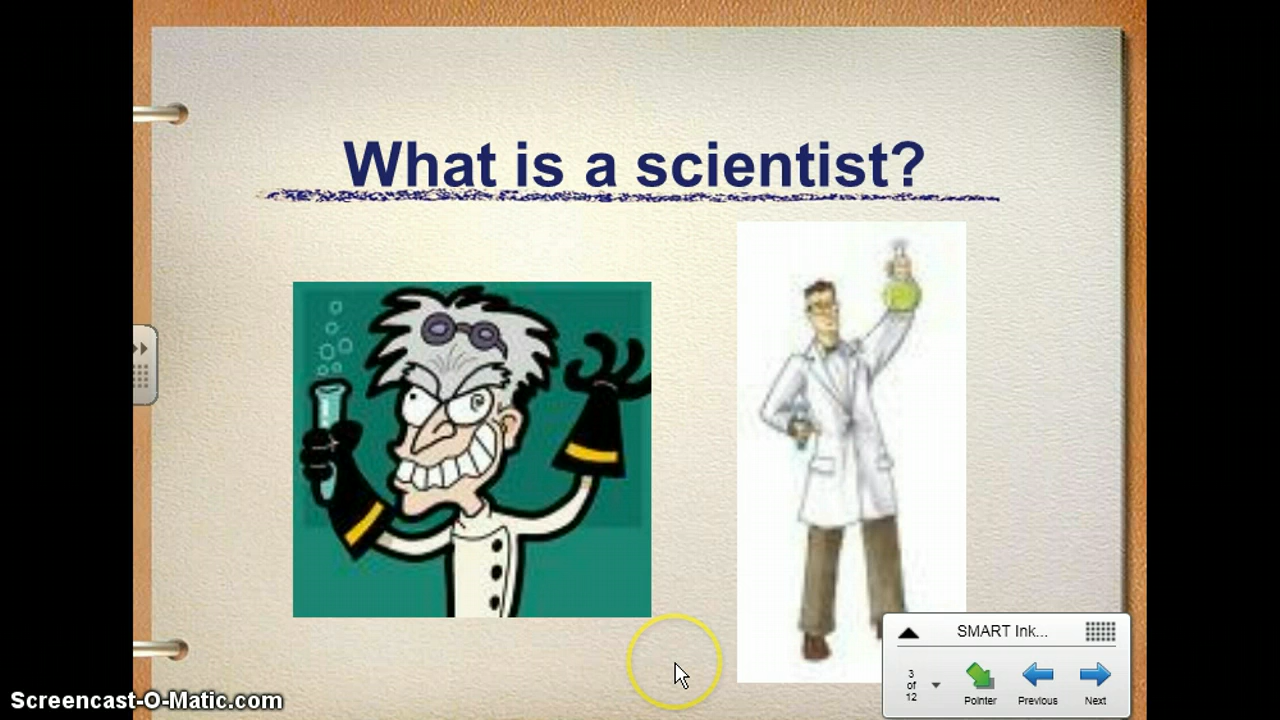 What is a scientist?
SMART Ink...
3
of
12
Pointer
Previous
Next
Screencast-O-Matic.com